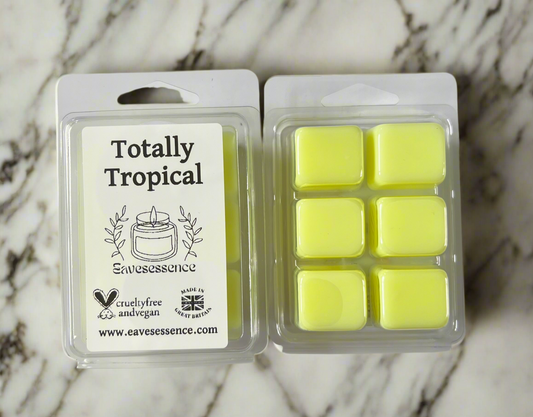 Totally
Tropical
Eavesessence
crueltyfree
andvegan
MADE IN
GREAT BRITAIN
www.eavesessence.com